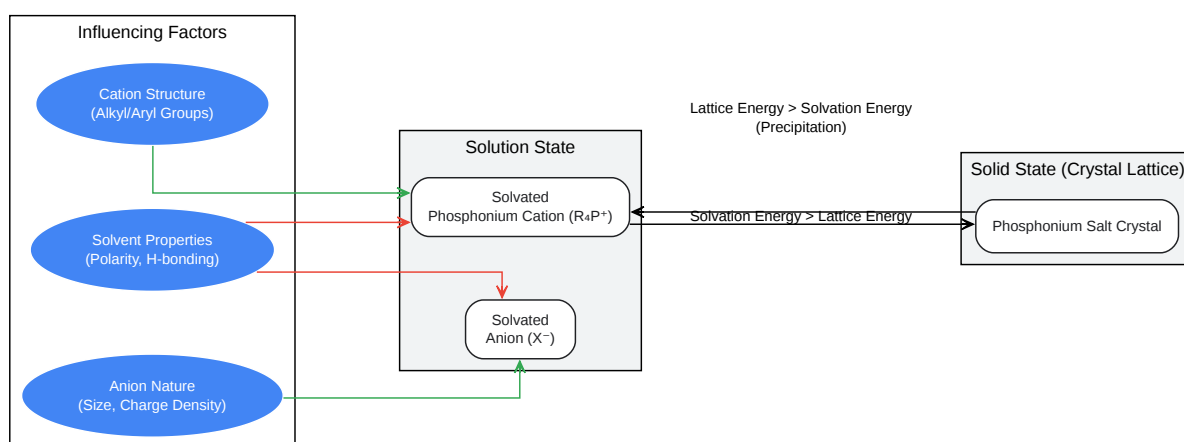 Influencing Factors
Cation Structure
(Alkyl/Aryl Groups)
Solvent Properties
(Polarity, H-bonding)
Anion Nature
(Size, Charge Density)
Solution State
Solvated
Phosphonium Cation (R₄P⁺)
Solvated
Anion (X⁻)
Lattice Energy > Solvation Energy
(Precipitation)
Solvation Energy > Lattice Energy
Solid State (Crystal Lattice)
Phosphonium Salt Crystal